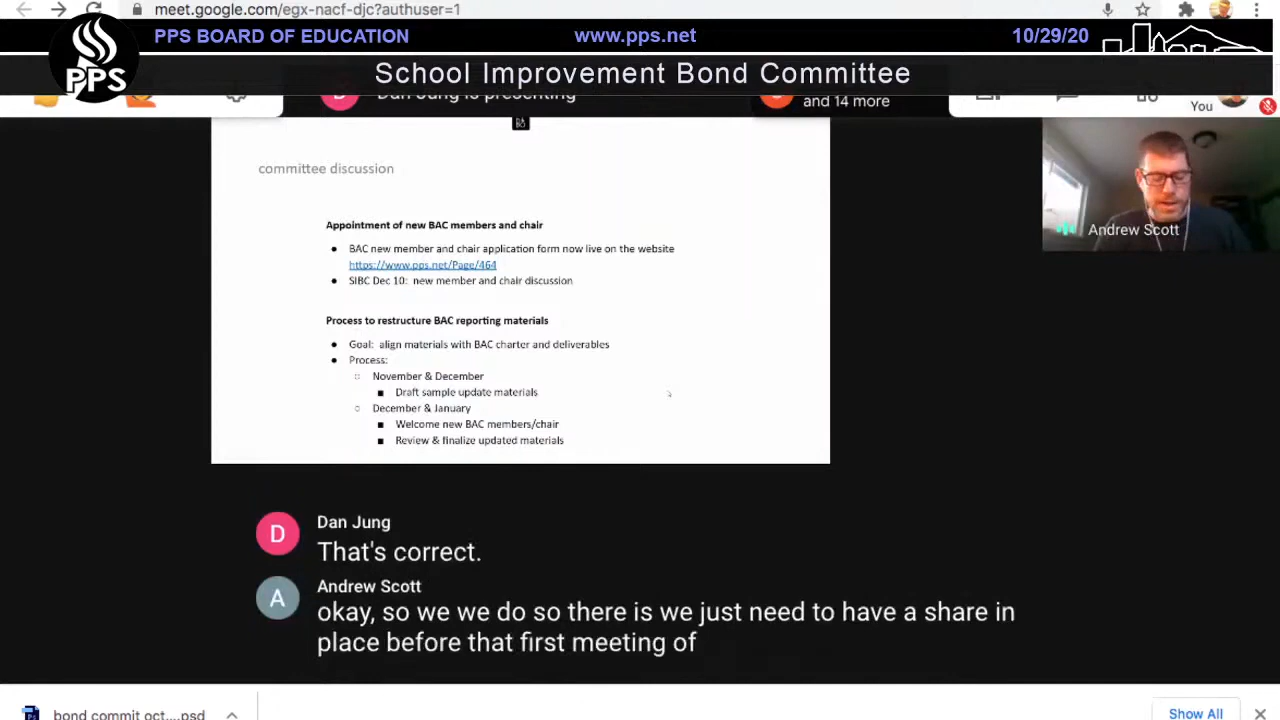 meet.google.com/egx-nacf-djc?authuser=1
PPS BOARD OF EDUCATION
www.pps.net
10/29/20
PPS
School Improvement Bond Committee
D
Dan Jung is presenting
and 14 more
You
committee discussion
Andrew Scott
Appointment of new BAC members and chair
● BAC new member and chair application form now live on the website
https://www.pps.net/Page/464
● SIBC Dec 10: new member and chair discussion
Process to restructure BAC reporting materials
● Goal: align materials with BAC charter and deliverables
● Process:
○ November & December
■ Draft sample update materials
○ December & January
■ Welcome new BAC members/chair
■ Review & finalize updated materials
D
Dan Jung
That's correct.
A
Andrew Scott
okay, so we we do so there is we just need to have a share in
place before that first meeting of
bond commit oct....psd
Show All